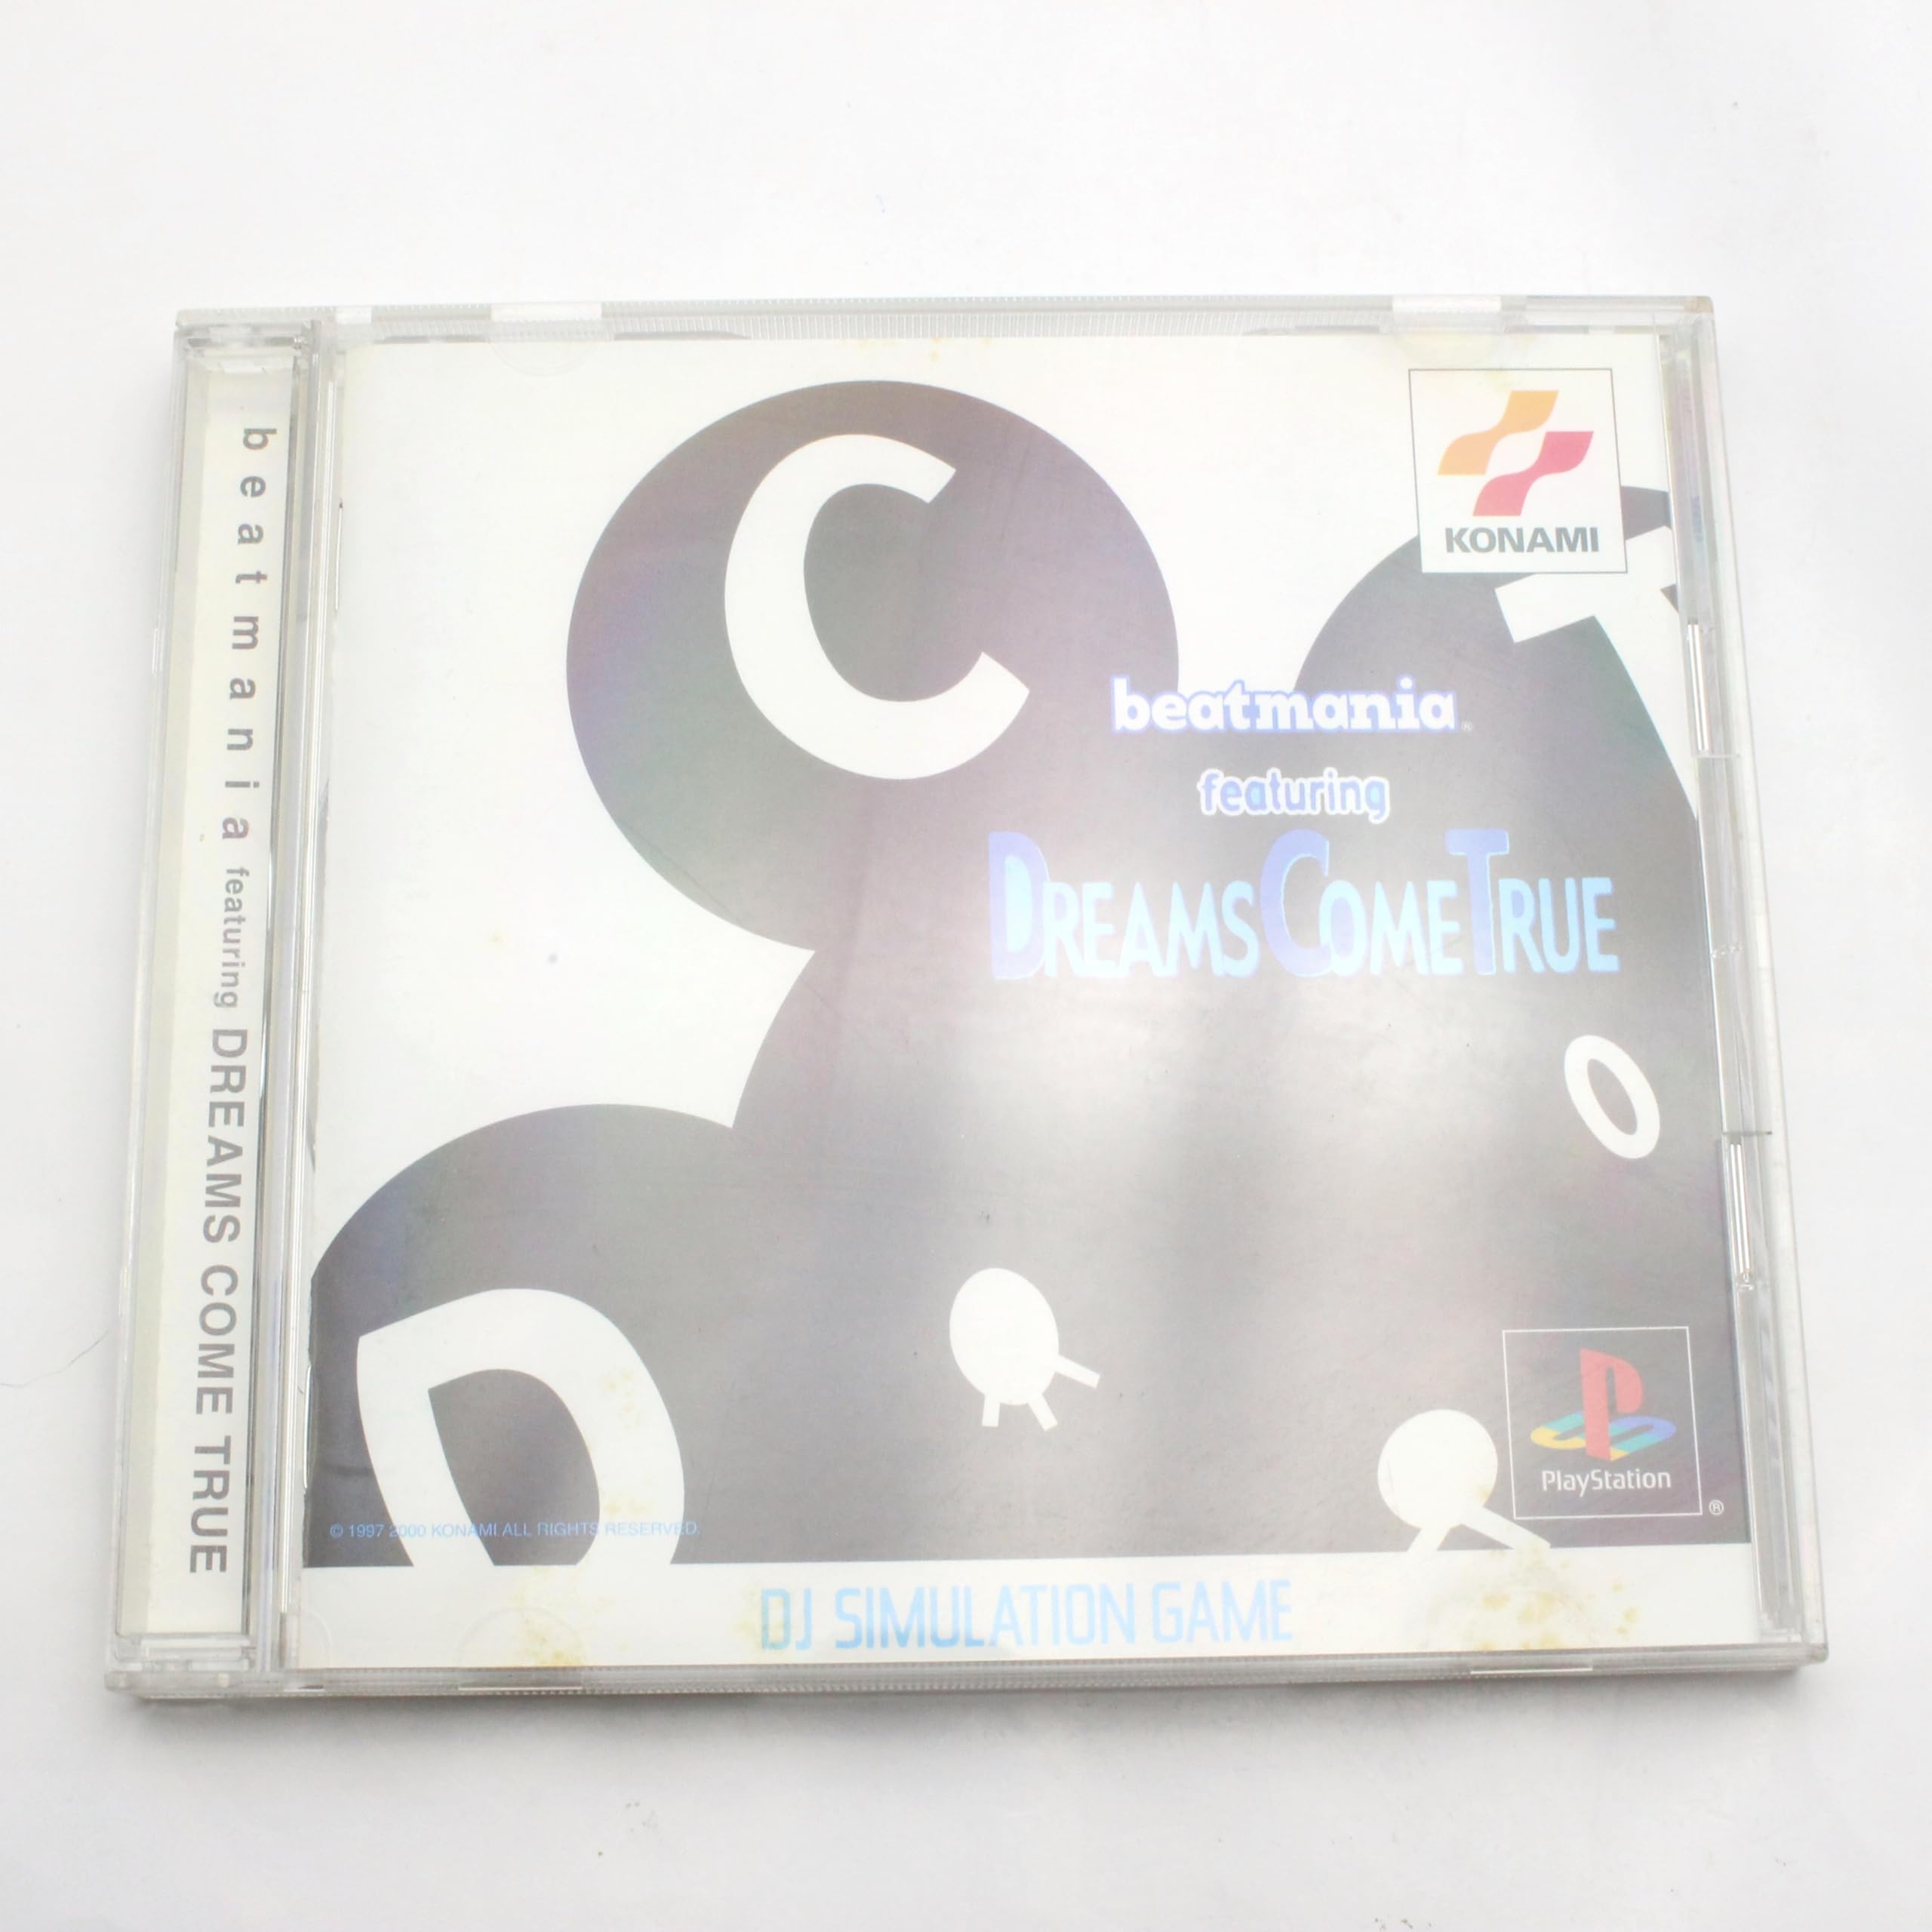 beatmania featuring DREAMS COME TRUE
C
T
KONAMI
beatmania®
featuring
DREAMS COME TRUE
D
PlayStation
®
© 1997 2000 KONAMI ALL RIGHTS RESERVED.
DJ SIMULATION GAME